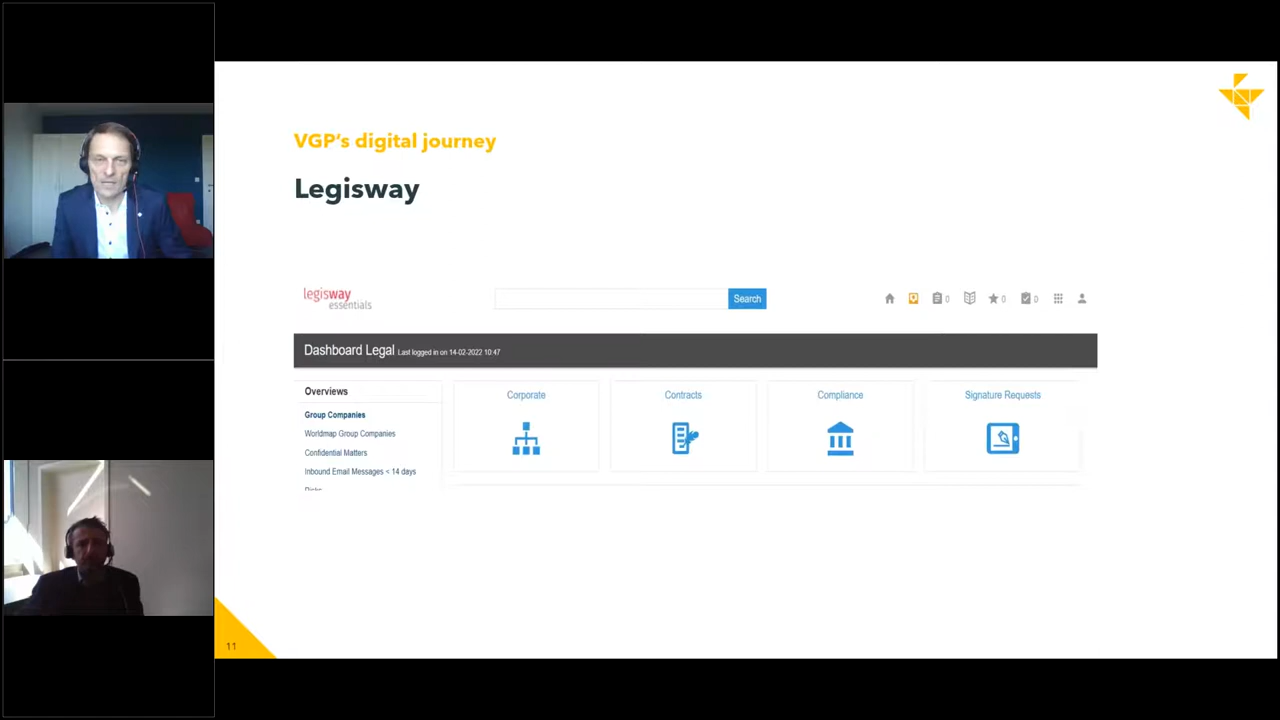 VGP's digital journey
Legisway
legisway
essentials
Search
0
0
0
Dashboard Legal Last logged in on 14-02-2022 10:47
Overviews
Group Companies
Worldmap Group Companies
Confidential Matters
Inbound Email Messages < 14 days
Corporate
Contracts
Compliance
Signature Requests
11